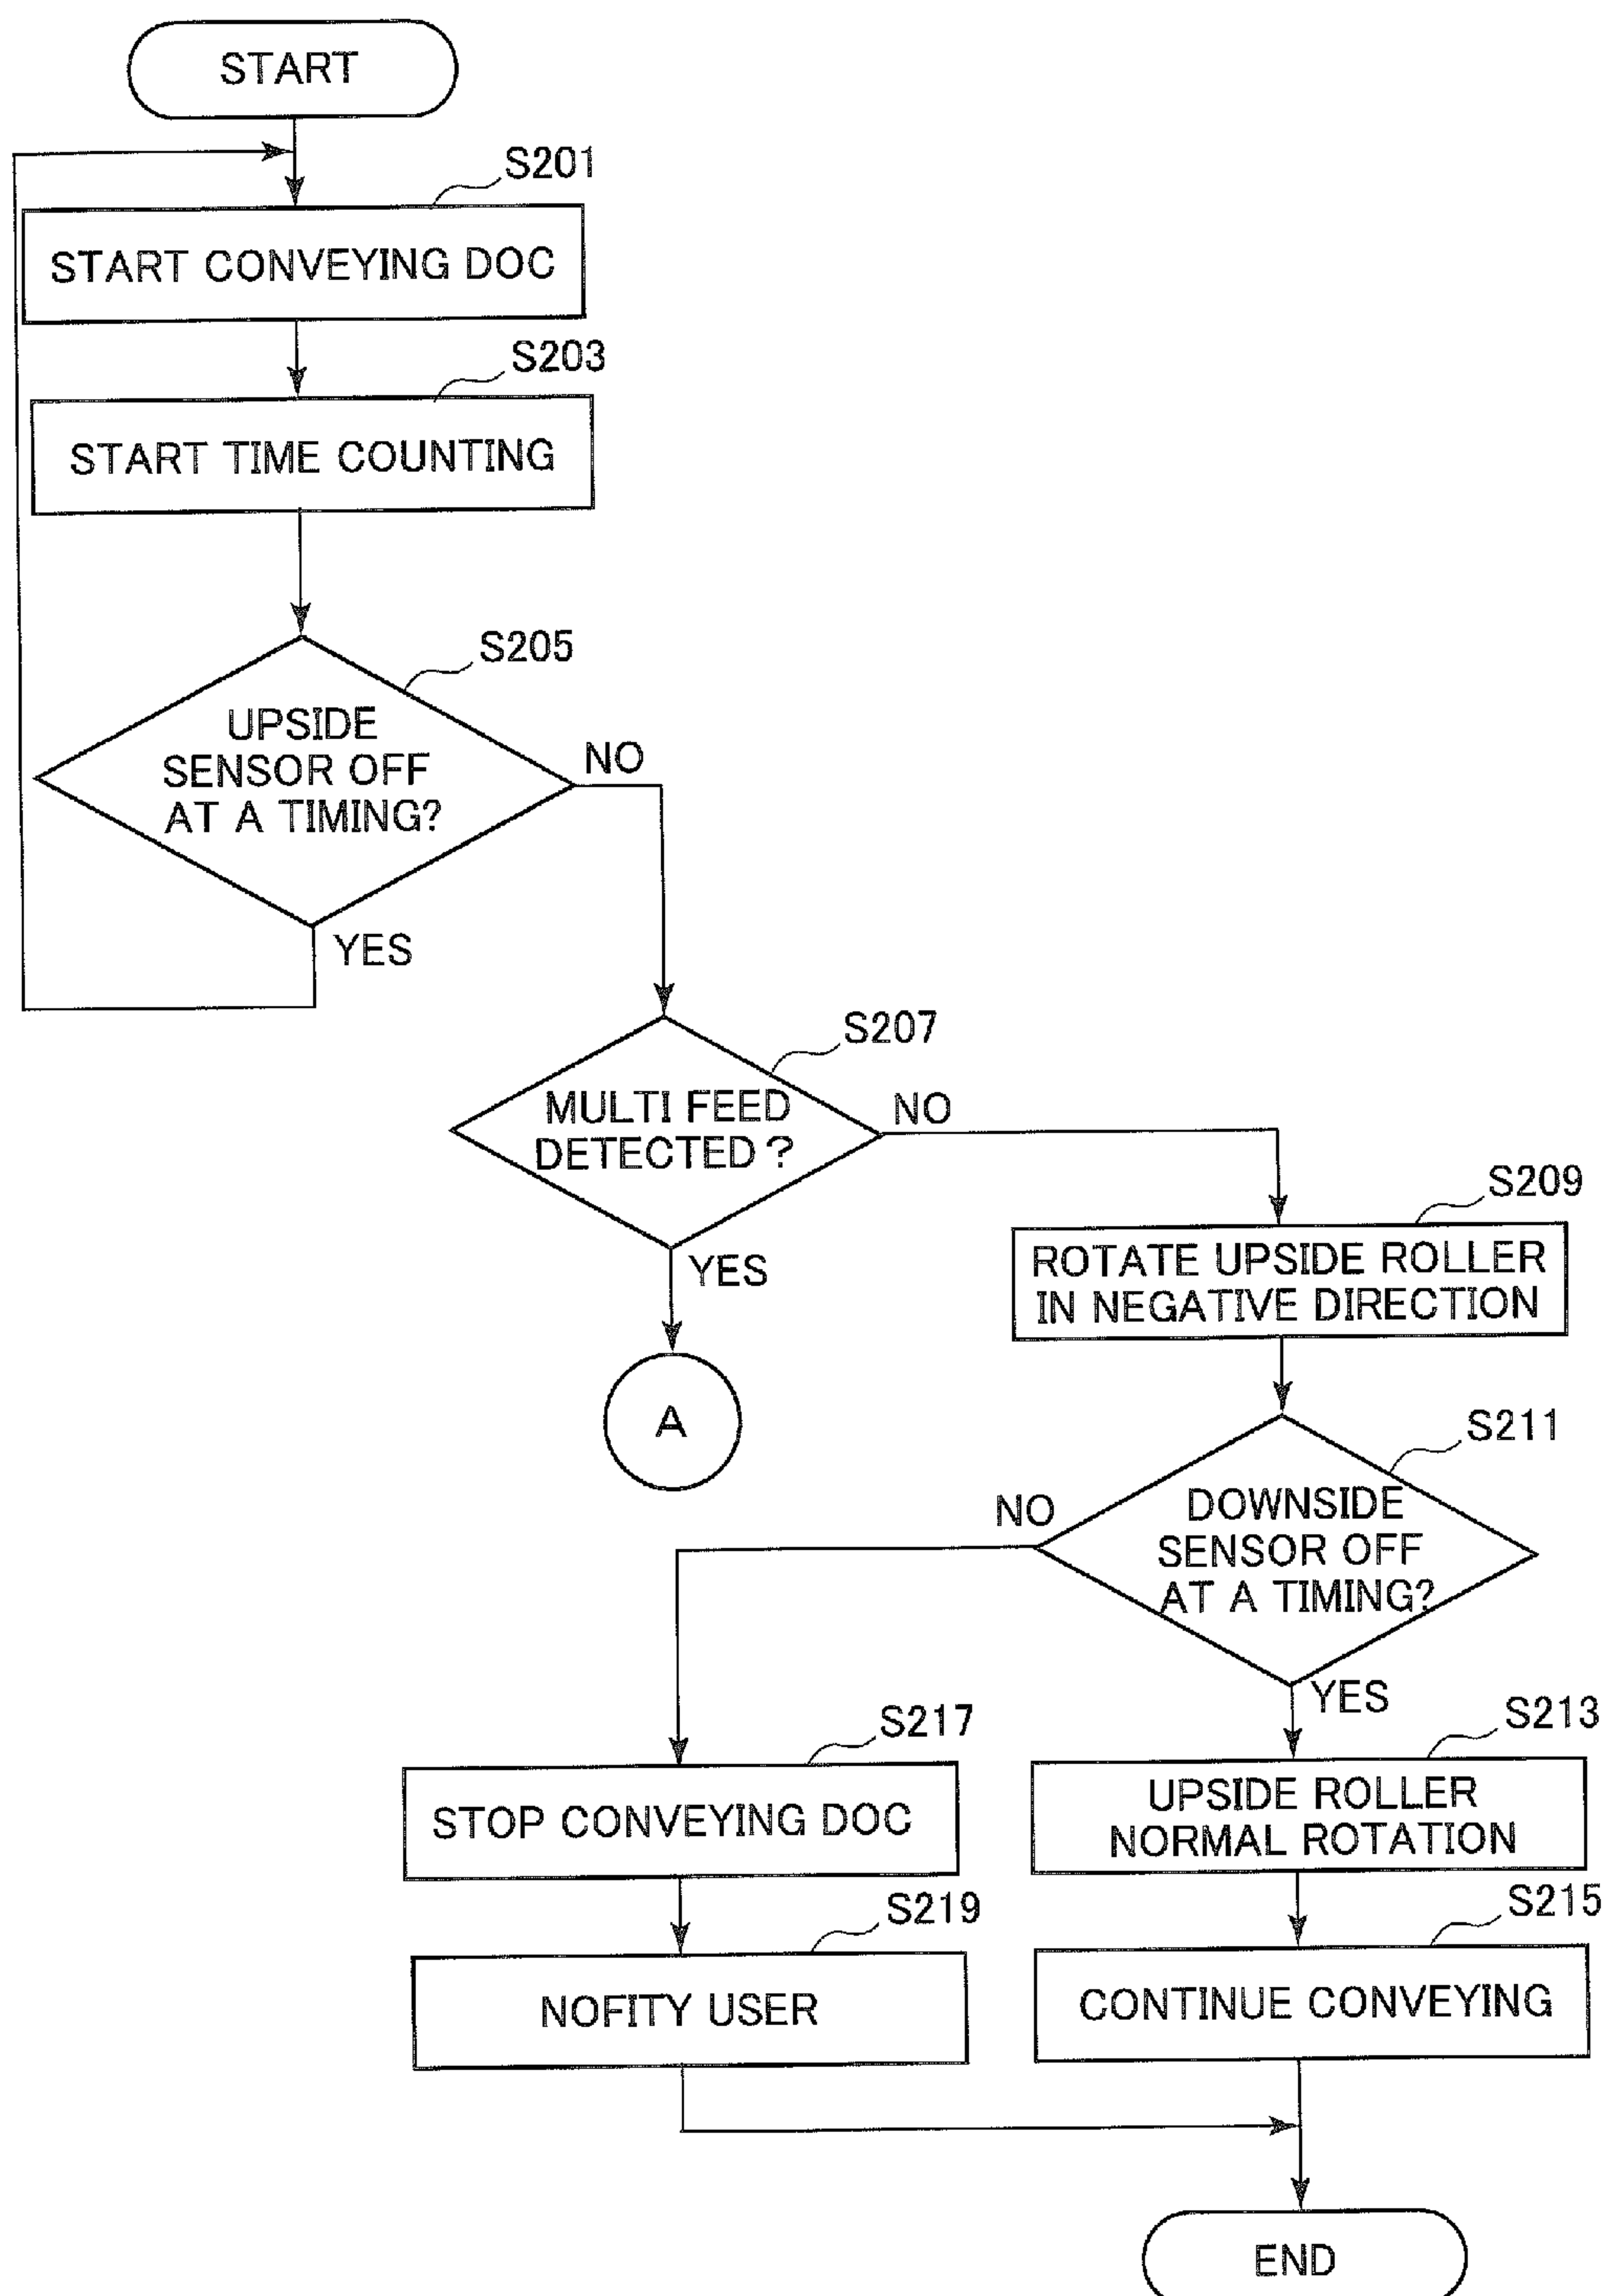 START
S201
START CONVEYING DOC
S203
START TIME COUNTING
S205
UPSIDE
SENSOR OFF
AT A TIMING?
NO
YES
S207
MULTI FEED
DETECTED?
NO
YES
S209
ROTATE UPSIDE ROLLER
IN NEGATIVE DIRECTION
A
S211
DOWNSIDE
SENSOR OFF
AT A TIMING?
NO
YES
S217
STOP CONVEYING DOC
S213
UPSIDE ROLLER
NORMAL ROTATION
S219
NOFITY USER
S215
CONTINUE CONVEYING
END